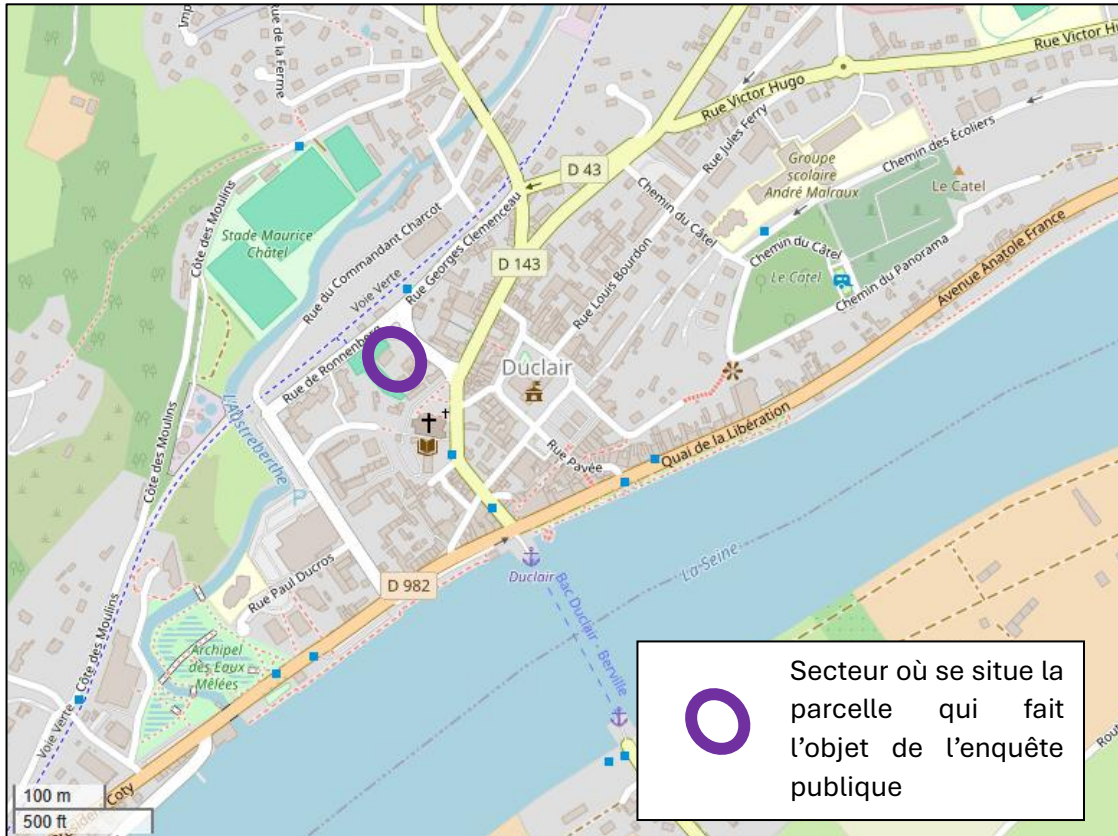 Rue de la Ferme
Rue Victor Hugo
Rue Victor Hu
Côte des Moulins
Stade Maurice
Châtel
Rue du Commandant Charcot
Voie Verte
Rue Georges Clemenceau
D 43
D 143
Rue Jules Ferry
Groupe
scolaire
André Malraux
Chemin des Écoliers
Le Catel
Chemin du Câtel
Chemin du Câtel
Le Catel
Chemin du Panorama
Avenue Anatole France
Rue Louis Bourdon
Rue de Ronnenberg
Duclair
L'Austreberthe
Côte des Moulins
P
Rue Pavée
Quai de la Libération
Rue Paul Ducros
D 982
Duclair
La Seine
Bac Duclair - Berville
Archipel
des Eaux
Mêlées
Côte des Moulins
Voie Verte
Coty
Secteur où se situe la
parcelle qui fait
l'objet de l'enquête
publique
100 m
500 ft